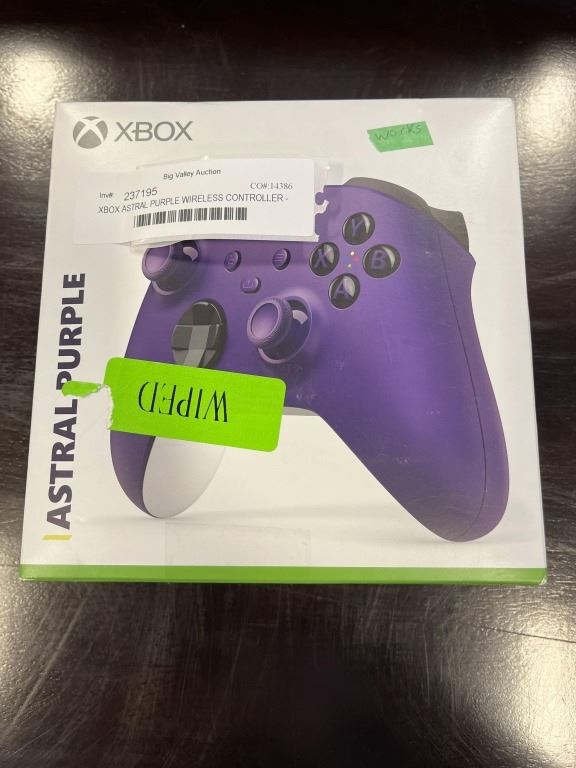 XBOX
works
Big Valley Auction
Inv#: 237195 CO#:14386
XBOX ASTRAL PURPLE WIRELESS CONTROLLER -
Y
X B
A
ASTRAL PURPLE
WIPED